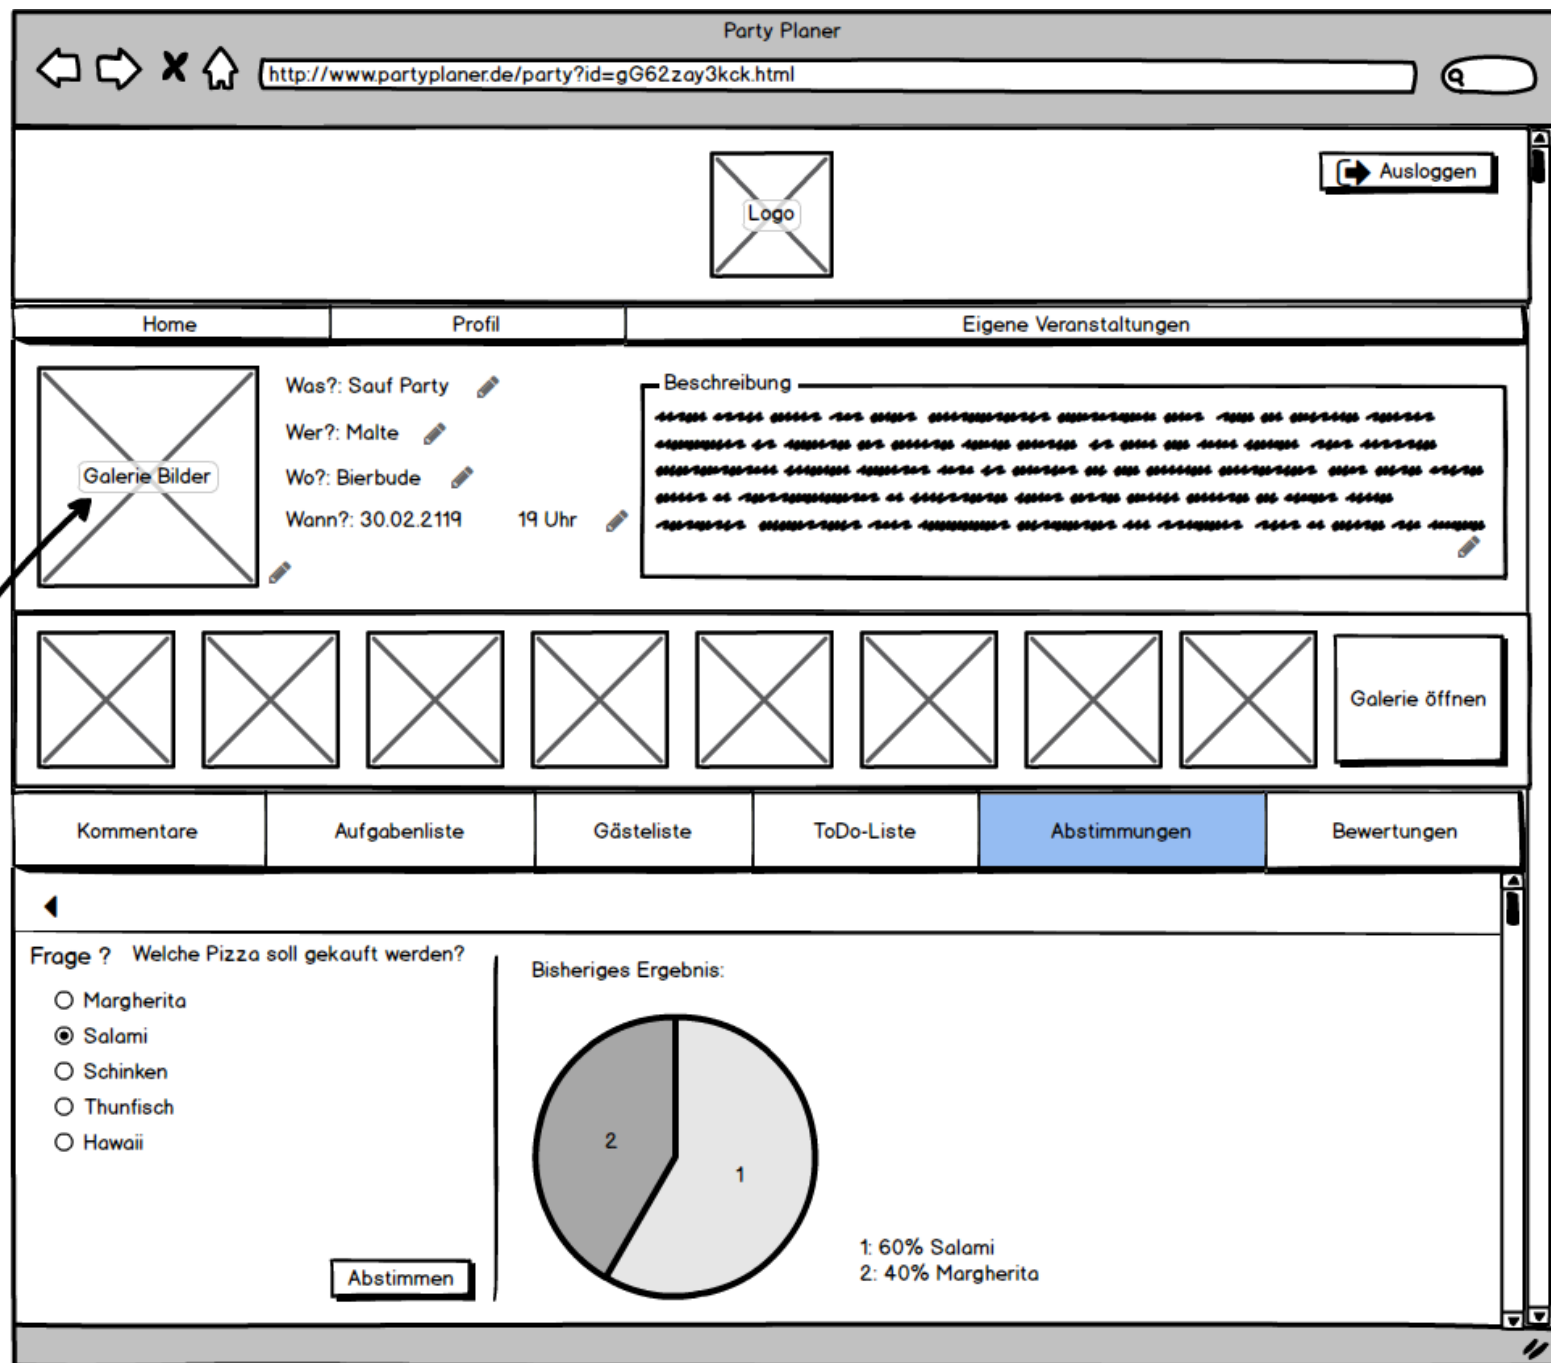 Party Planer
http://www.partyplaner.de/party?id=gG62zay3kck.html
Ausloggen
Logo
Home Profil Eigene Veranstaltungen
Galerie Bilder
Was?: Sauf Party
Wer?: Malte
Wo?: Bierbude
Wann?: 30.02.2119 19 Uhr
Beschreibung
Galerie öffnen
Kommentare Aufgabenliste Gästeliste ToDo-Liste Abstimmungen Bewertungen
Frage ? Welche Pizza soll gekauft werden?
Margherita
Salami
Schinken
Thunfisch
Hawaii
Abstimmen
Bisheriges Ergebnis:
2
1
1: 60% Salami
2: 40% Margherita